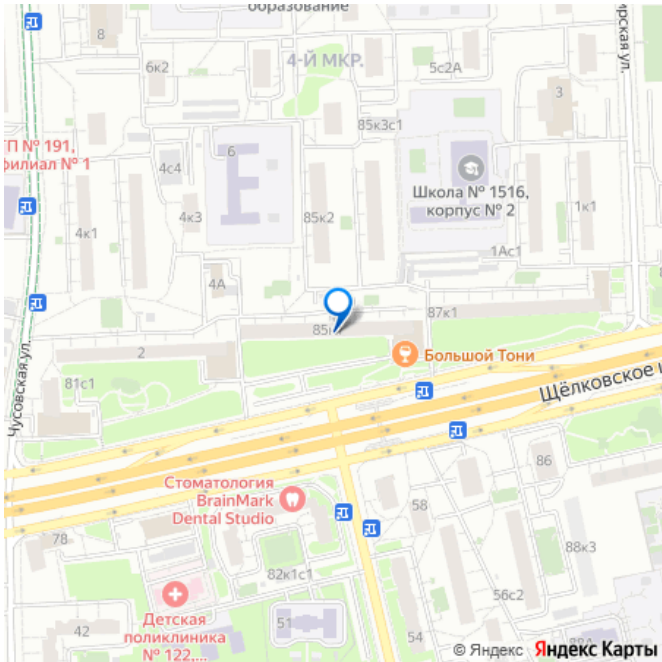 образование
8
6к2
4-Й МКР.
5с2А
3
85к3с1
ГП № 191,
филиал № 1
6
4с4
Школа № 1516,
корпус № 2
4к3
85к2
1к1
4к1
1Ас1
4А
87к1
2
Большой Тони
81с1
Чусовская ул.
Щёлковское
Стоматология
BrainMark
Dental Studio
86
58
78
88к3
82к1с1
56с2
Детская
поликлиника
№ 122,...
42
51
54
88А
© Яндекс Яндекс Карты